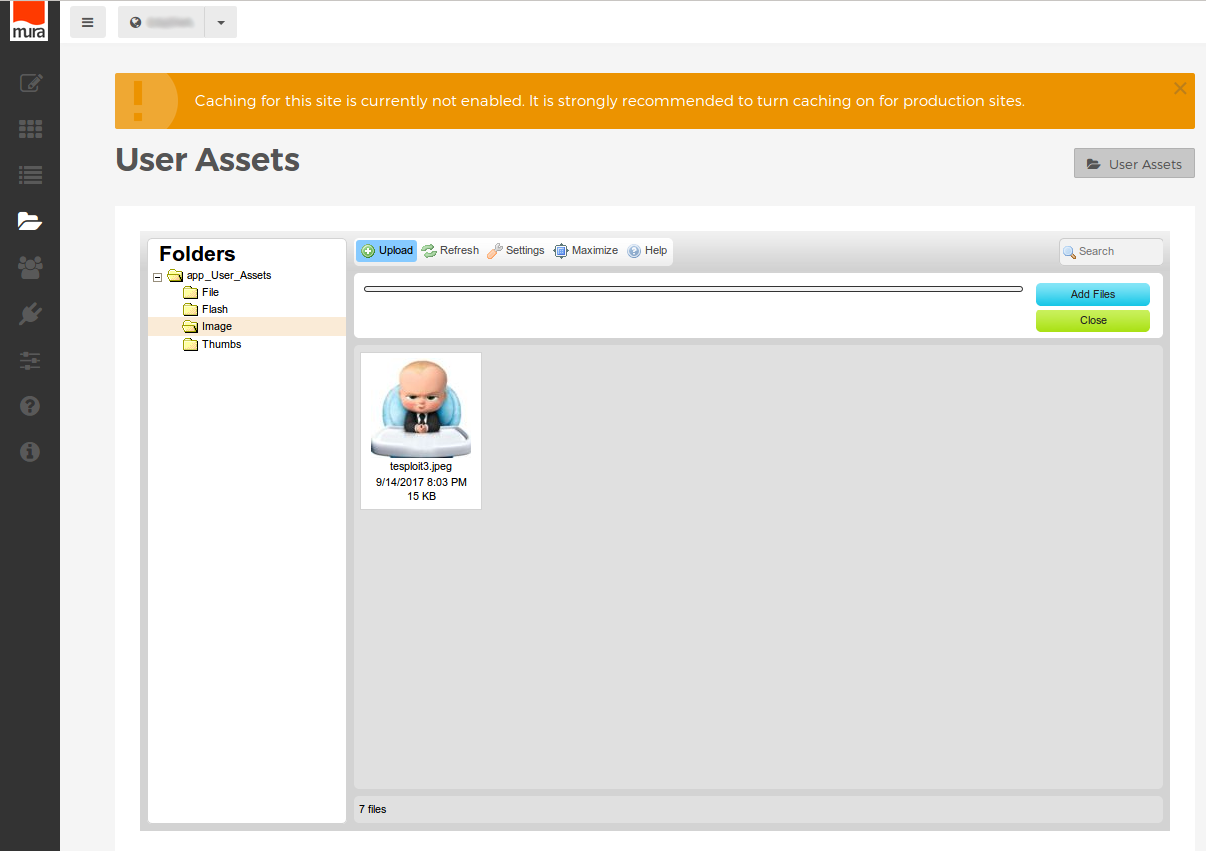 mura
Caching for this site is currently not enabled. It is strongly recommended to turn caching on for production sites.
User Assets
User Assets
Folders
app_User_Assets
File
Flash
Image
Thumbs
Upload Refresh Settings Maximize Help
Search
Add Files
Close
tesploit3.jpeg
9/14/2017 8:03 PM
15 KB
7 files